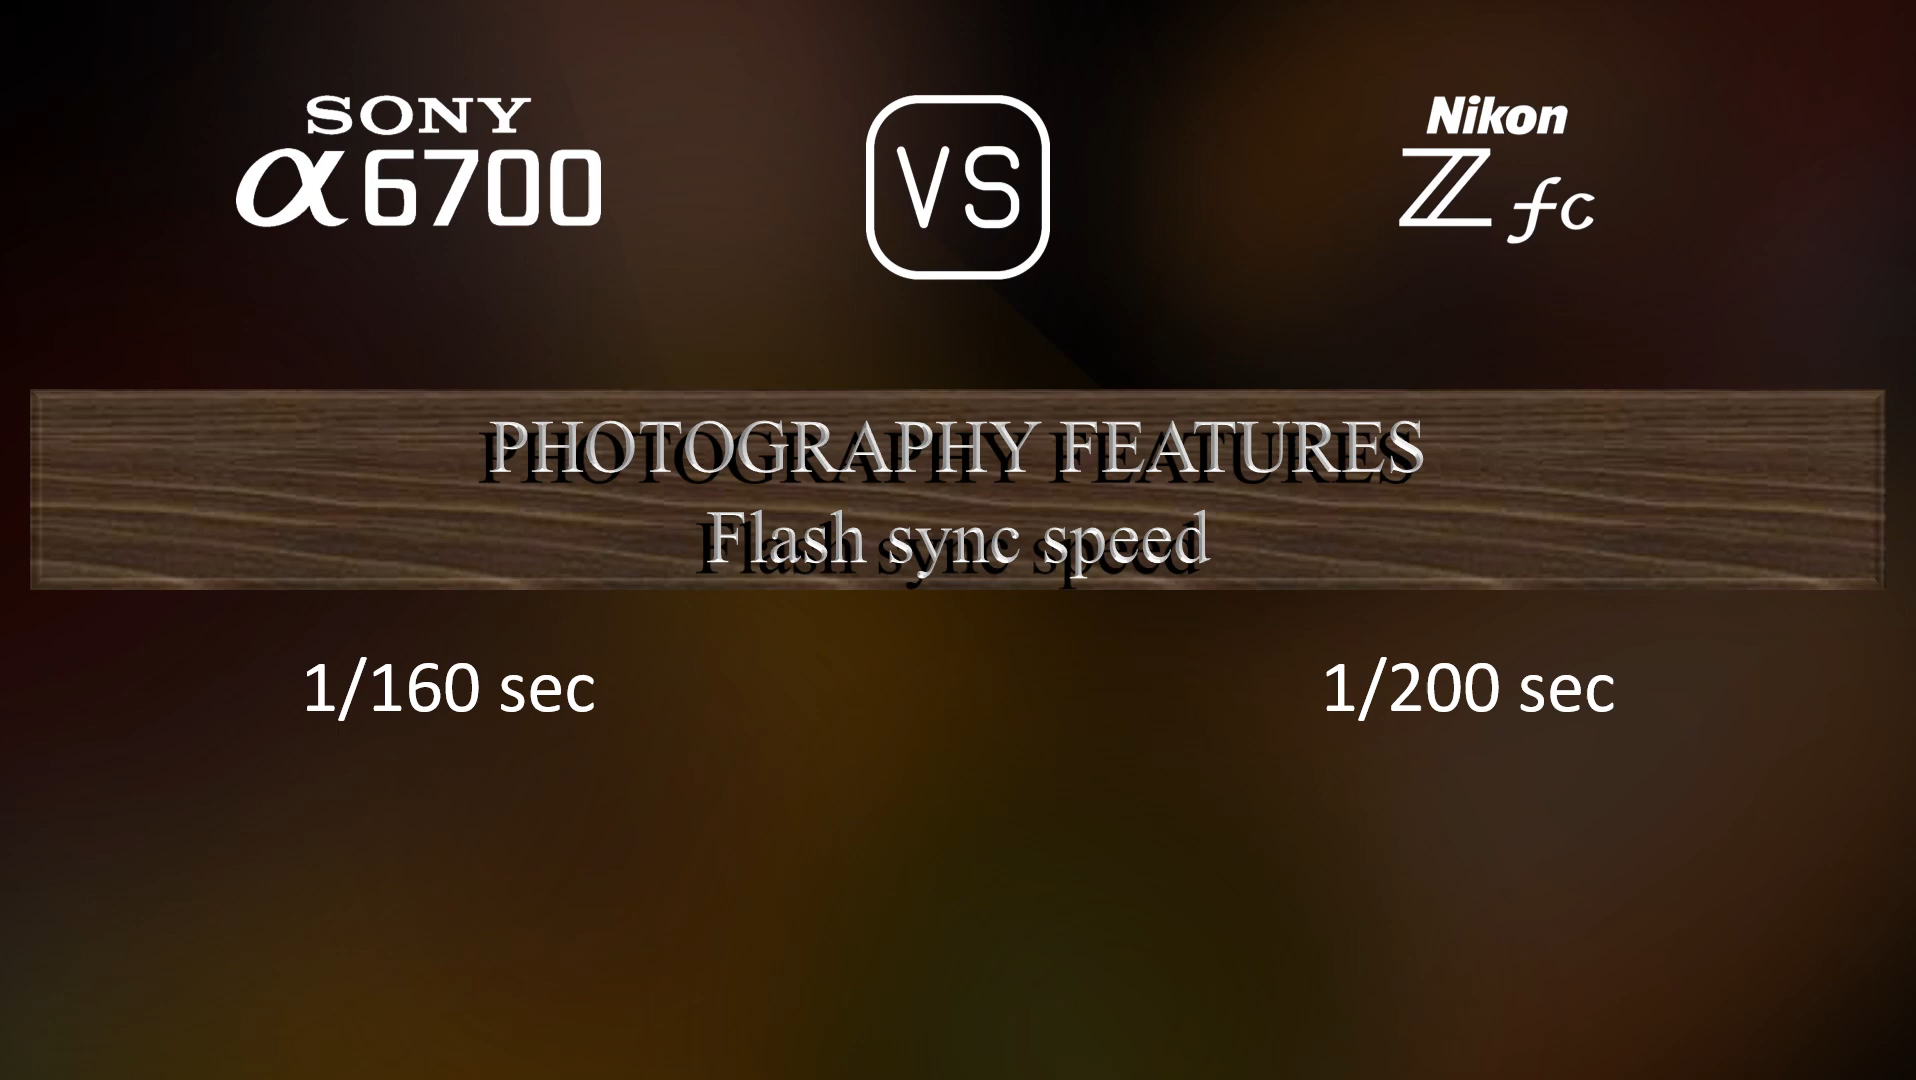 SONY
α6700
VS
Nikon
Z fc
PHOTOGRAPHY FEATURES
Flash sync speed
1/160 sec
1/200 sec